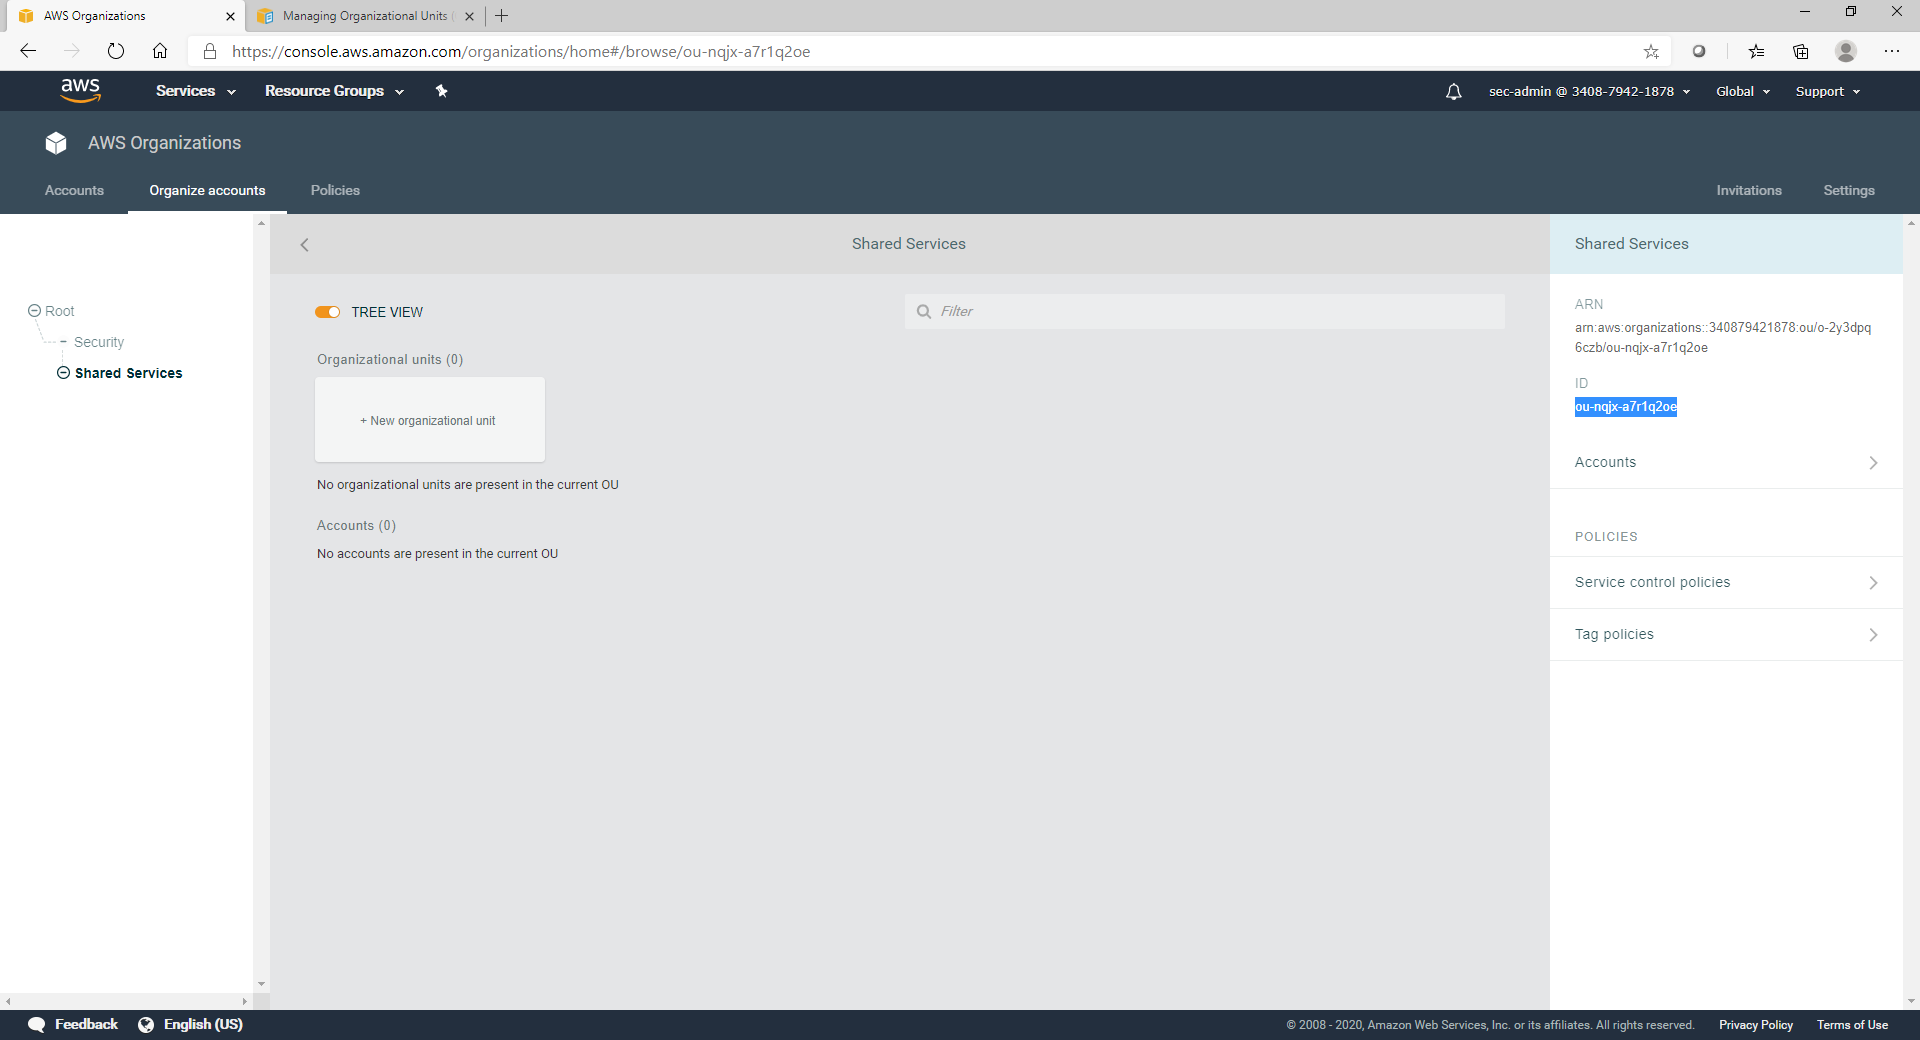 AWS Organizations
Managing Organizational Units
https://console.aws.amazon.com/organizations/home#/browse/ou-nqjx-a7r1q2oe
aws
Services
Resource Groups
sec-admin @ 3408-7942-1878
Global
Support
AWS Organizations
Accounts
Organize accounts
Policies
Invitations
Settings
Root
Security
Shared Services
Shared Services
TREE VIEW
Filter
Organizational units (0)
+ New organizational unit
No organizational units are present in the current OU
Accounts (0)
No accounts are present in the current OU
Shared Services
ARN
arn:aws:organizations::340879421878:ou/o-2y3dpq
6czb/ou-nqjx-a7r1q2oe
ID
ou-nqjx-a7r1q2oe
Accounts
POLICIES
Service control policies
Tag policies
Feedback
English (US)
© 2008 - 2020, Amazon Web Services, Inc. or its affiliates. All rights reserved.
Privacy Policy
Terms of Use